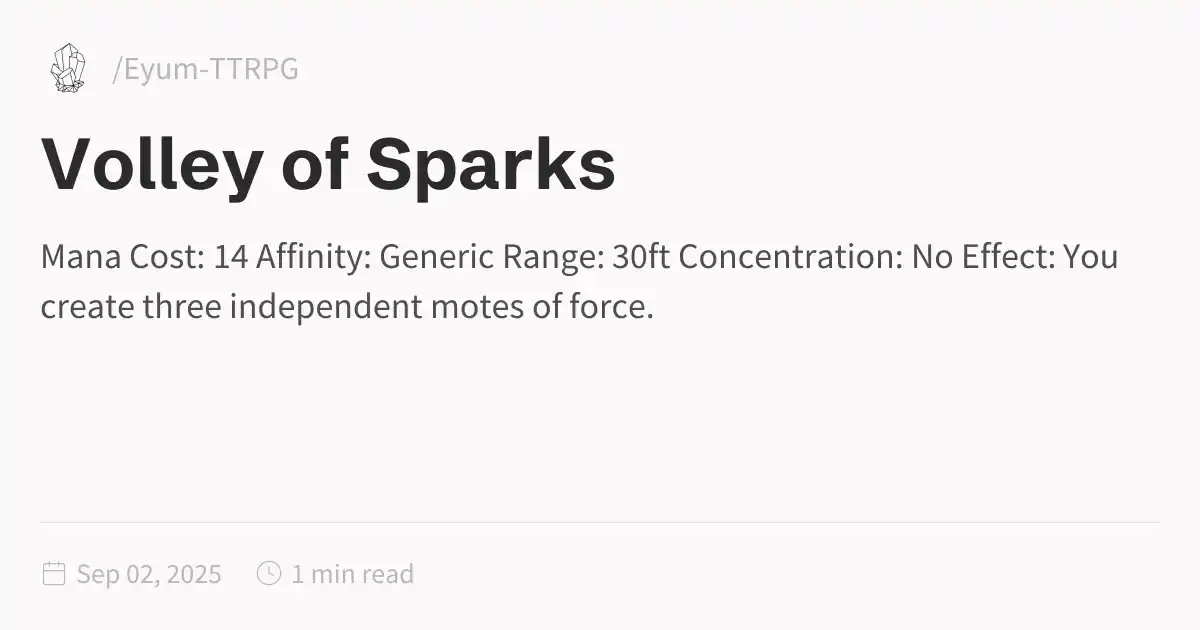 /Eyum-TTRPG
Volley of Sparks
Mana Cost: 14 Affinity: Generic Range: 30ft Concentration: No Effect: You
create three independent motes of force.
Sep 02, 2025 1 min read